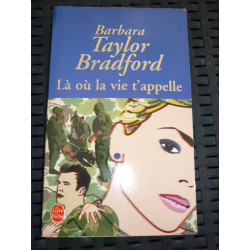 Barbara
Taylor
Bradford
Là où la vie t'appelle